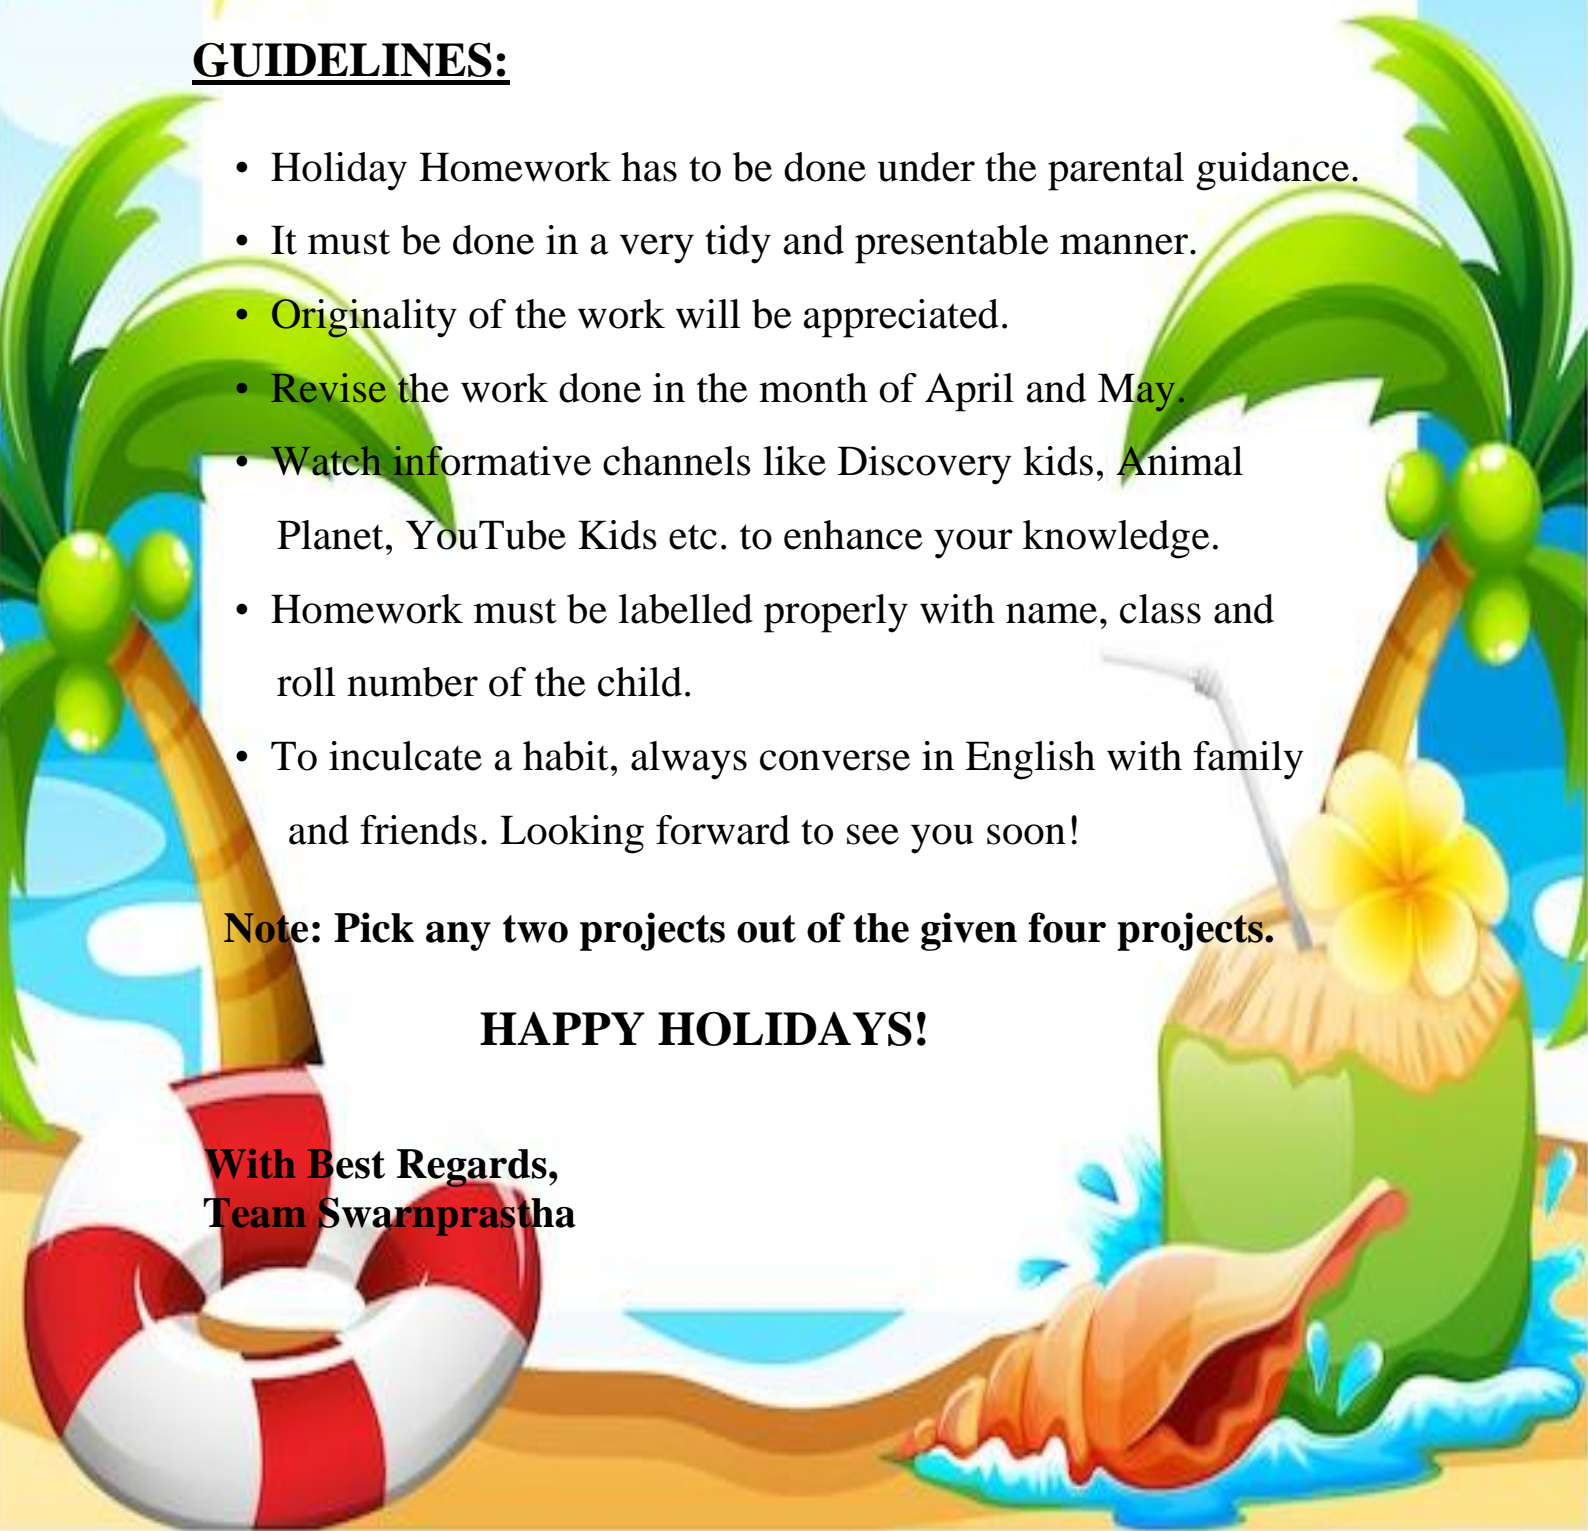 GUIDELINES:
• Holiday Homework has to be done under the parental guidance.
• It must be done in a very tidy and presentable manner.
• Originality of the work will be appreciated.
• Revise the work done in the month of April and May.
• Watch informative channels like Discovery kids, Animal
Planet, YouTube Kids etc. to enhance your knowledge.
• Homework must be labelled properly with name, class and
roll number of the child.
• To inculcate a habit, always converse in English with family
and friends. Looking forward to see you soon!
Note: Pick any two projects out of the given four projects.
HAPPY HOLIDAYS!
With Best Regards,
Team Swarnprastha